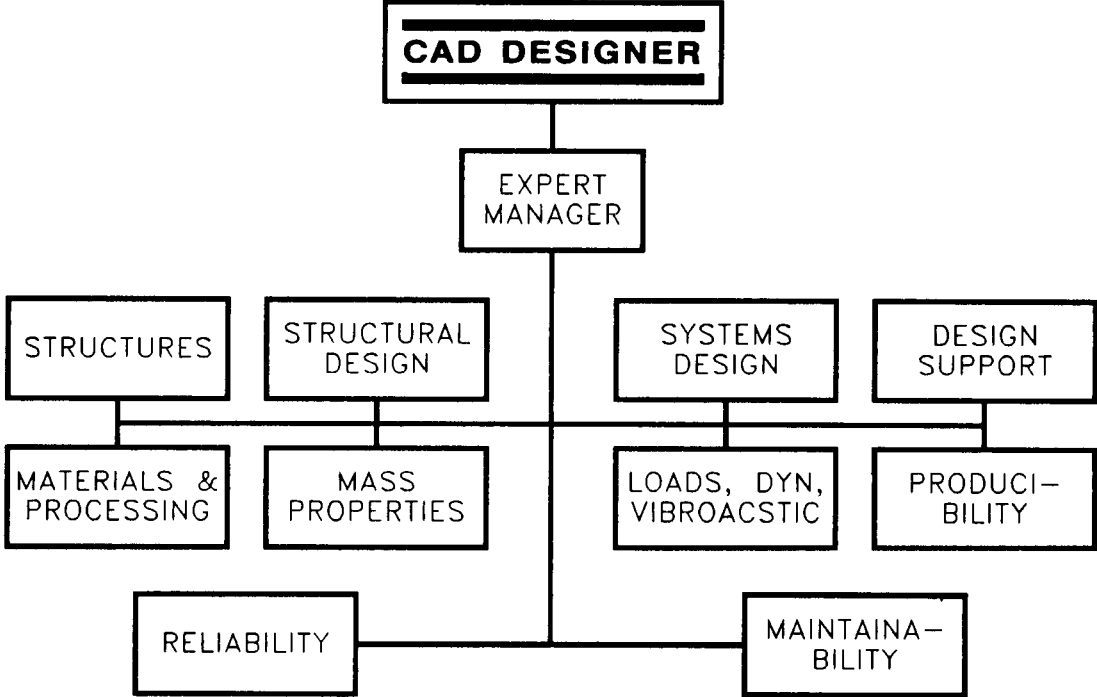 CAD DESIGNER
EXPERT
MANAGER
STRUCTURES
STRUCTURAL
DESIGN
SYSTEMS
DESIGN
DESIGN
SUPPORT
MATERIALS &
PROCESSING
MASS
PROPERTIES
LOADS, DYN,
VIBROACSTIC
PRODUCI-
BILITY
RELIABILITY
MAINTAINA-
BILITY